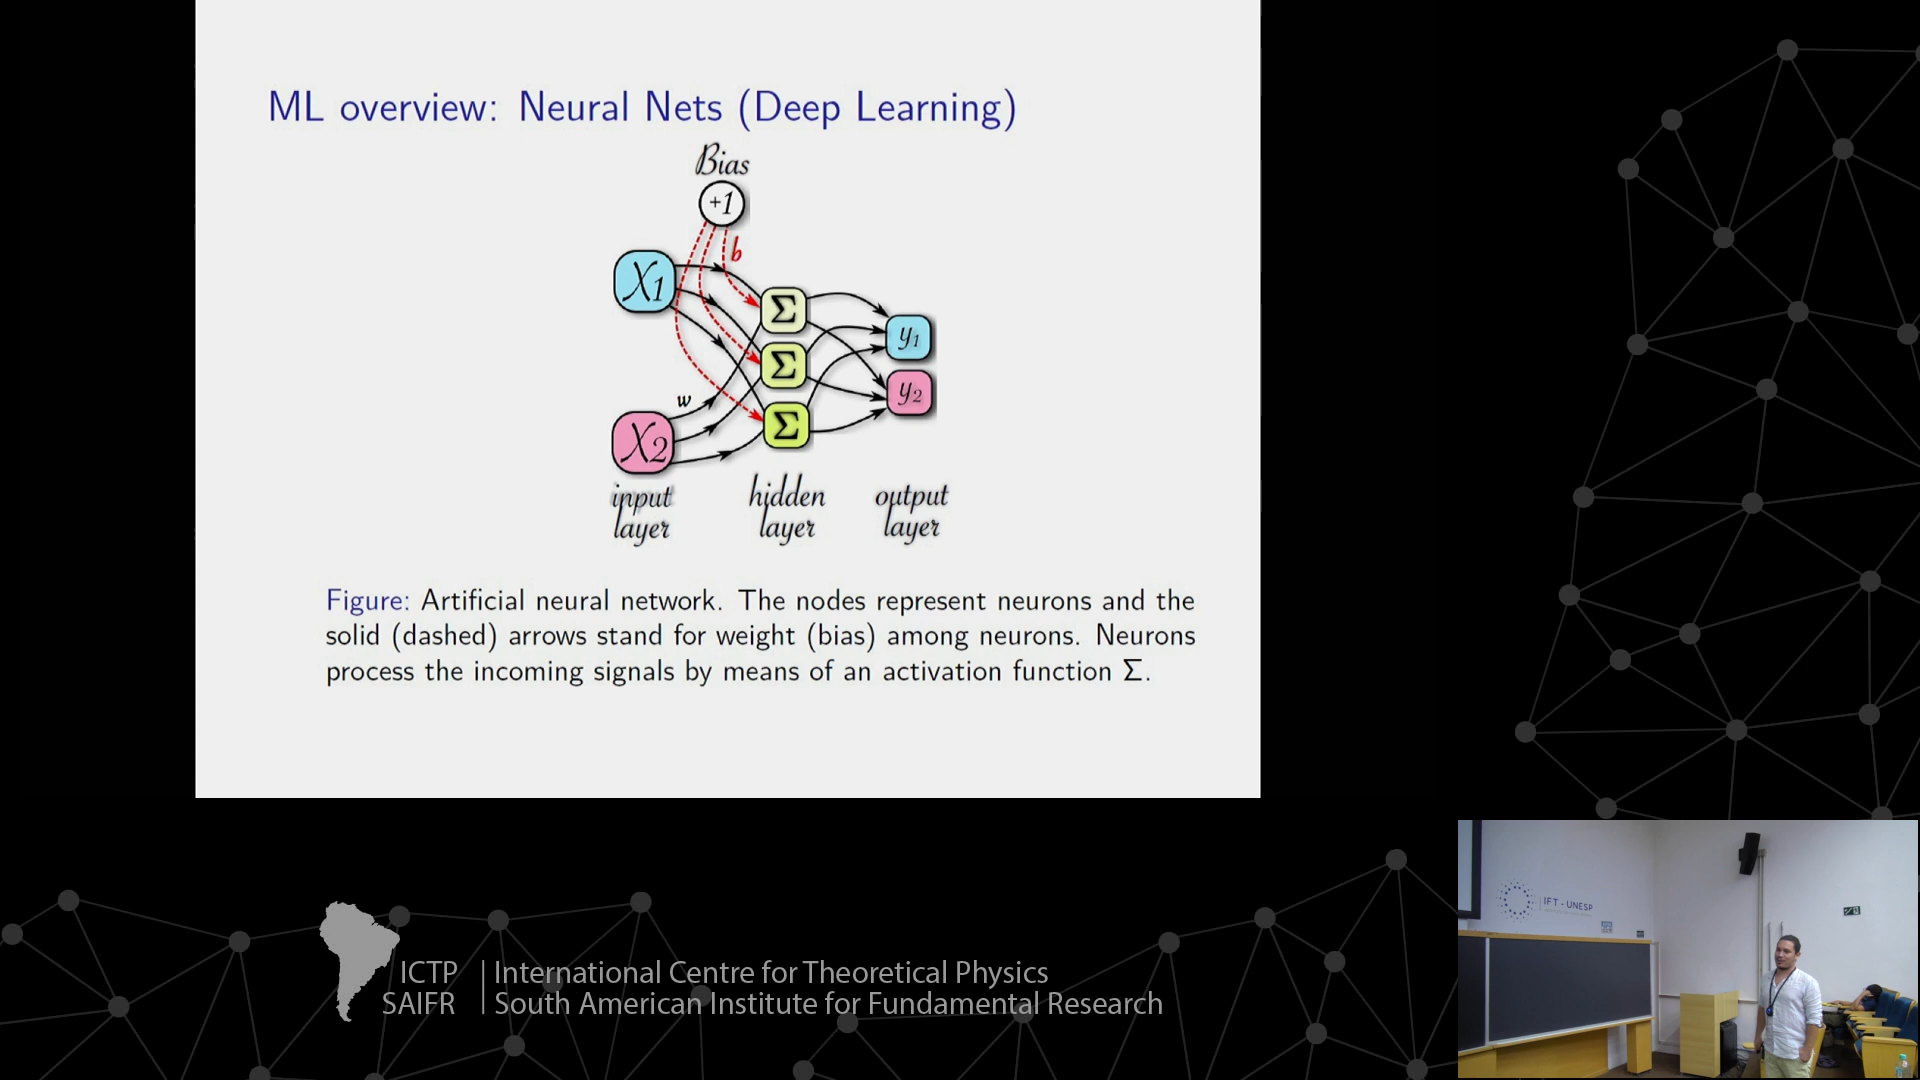 ML overview: Neural Nets (Deep Learning)
Bias
+1
b
X1
Σ
y1
Σ
w
y2
X2
Σ
input layer
hidden layer
output layer
Figure: Artificial neural network. The nodes represent neurons and the
solid (dashed) arrows stand for weight (bias) among neurons. Neurons
process the incoming signals by means of an activation function Σ.
IFT - UNESP
ICTP | International Centre for Theoretical Physics
SAIFR | South American Institute for Fundamental Research